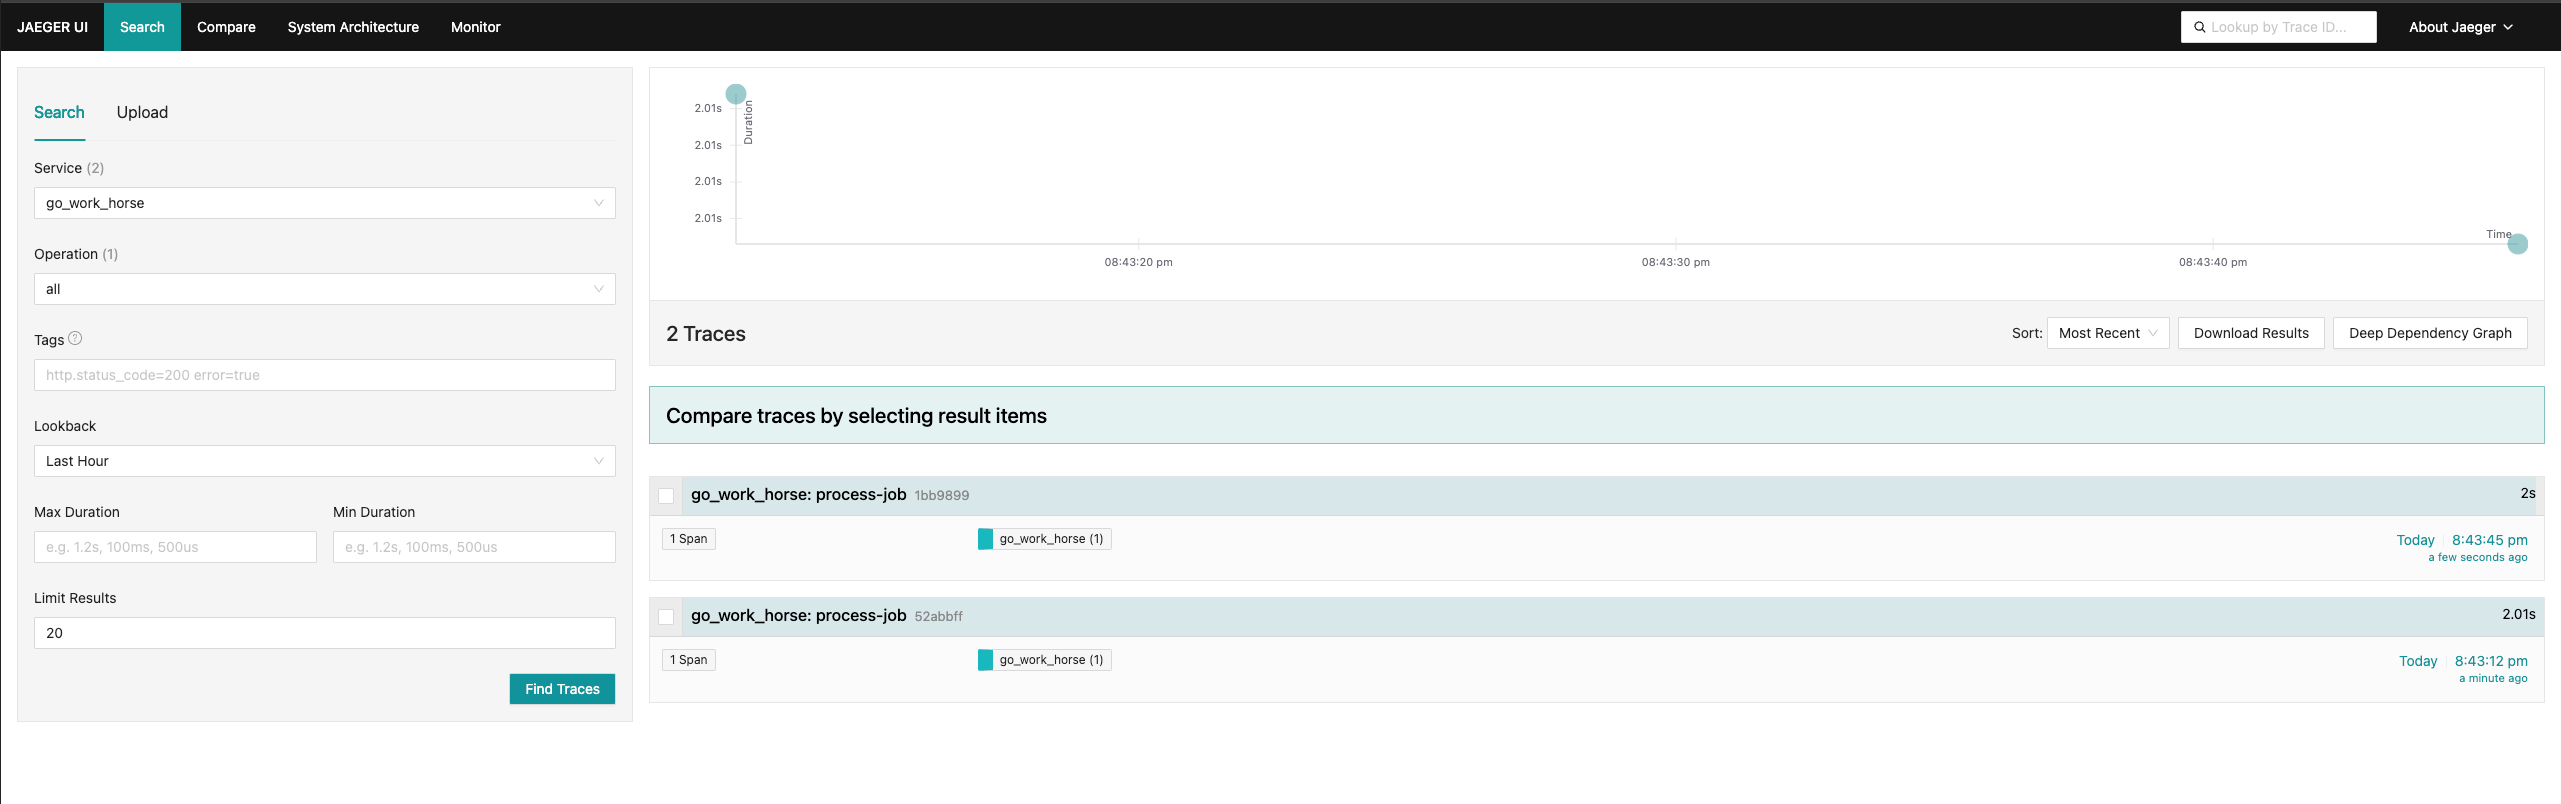 JAEGER UI Search Compare System Architecture Monitor Lookup by Trace ID... About Jaeger
Search Upload
Service (2)
go_work_horse
Operation (1)
all
Tags ?
http.status_code=200 error=true
Lookback
Last Hour
Max Duration Min Duration
e.g. 1.2s, 100ms, 500us e.g. 1.2s, 100ms, 500us
Limit Results
20
Find Traces
2.01s
2.01s
2.01s
2.01s
Duration
Time
08:43:20 pm 08:43:30 pm 08:43:40 pm
2 Traces Sort: Most Recent Download Results Deep Dependency Graph
Compare traces by selecting result items
go_work_horse: process-job 1bb9899 2s
1 Span go_work_horse (1) Today 8:43:45 pm
a few seconds ago
go_work_horse: process-job 52abbff 2.01s
1 Span go_work_horse (1) Today 8:43:12 pm
a minute ago